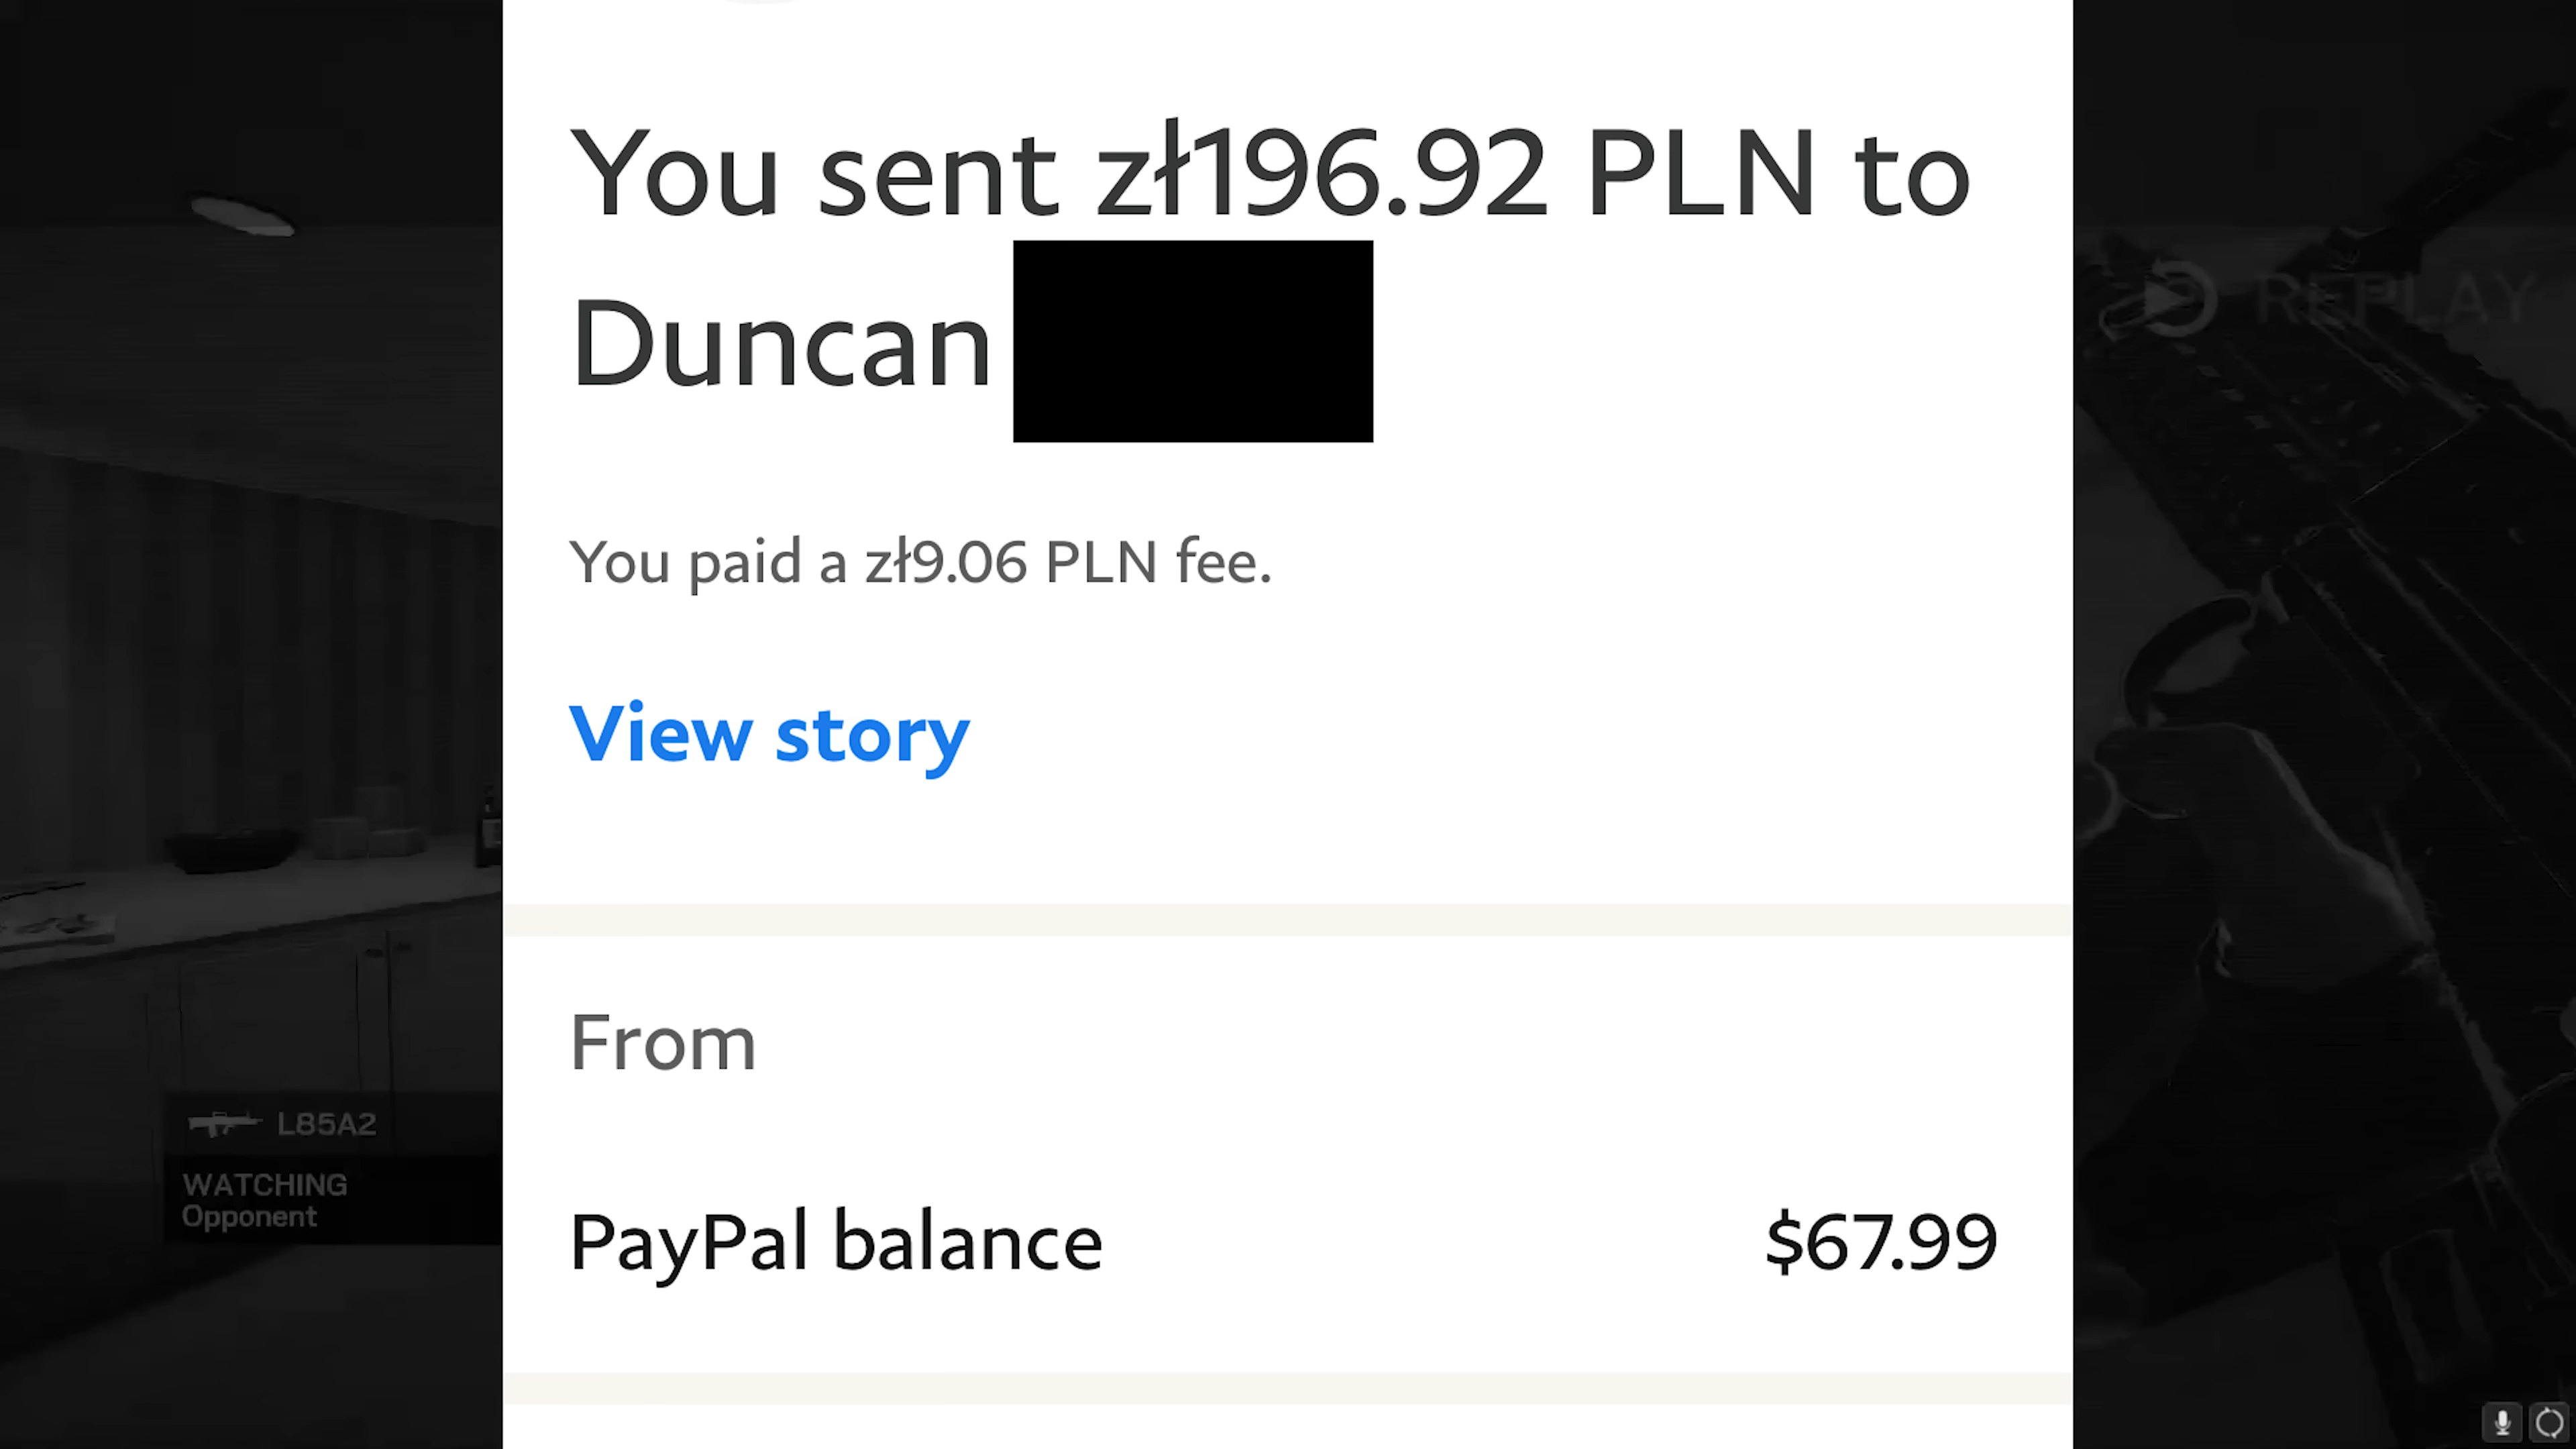 You sent zł196.92 PLN to
Duncan
You paid a zł9.06 PLN fee.
View story
From
PayPal balance $67.99
REPLAY
L85A2
WATCHING
Opponent